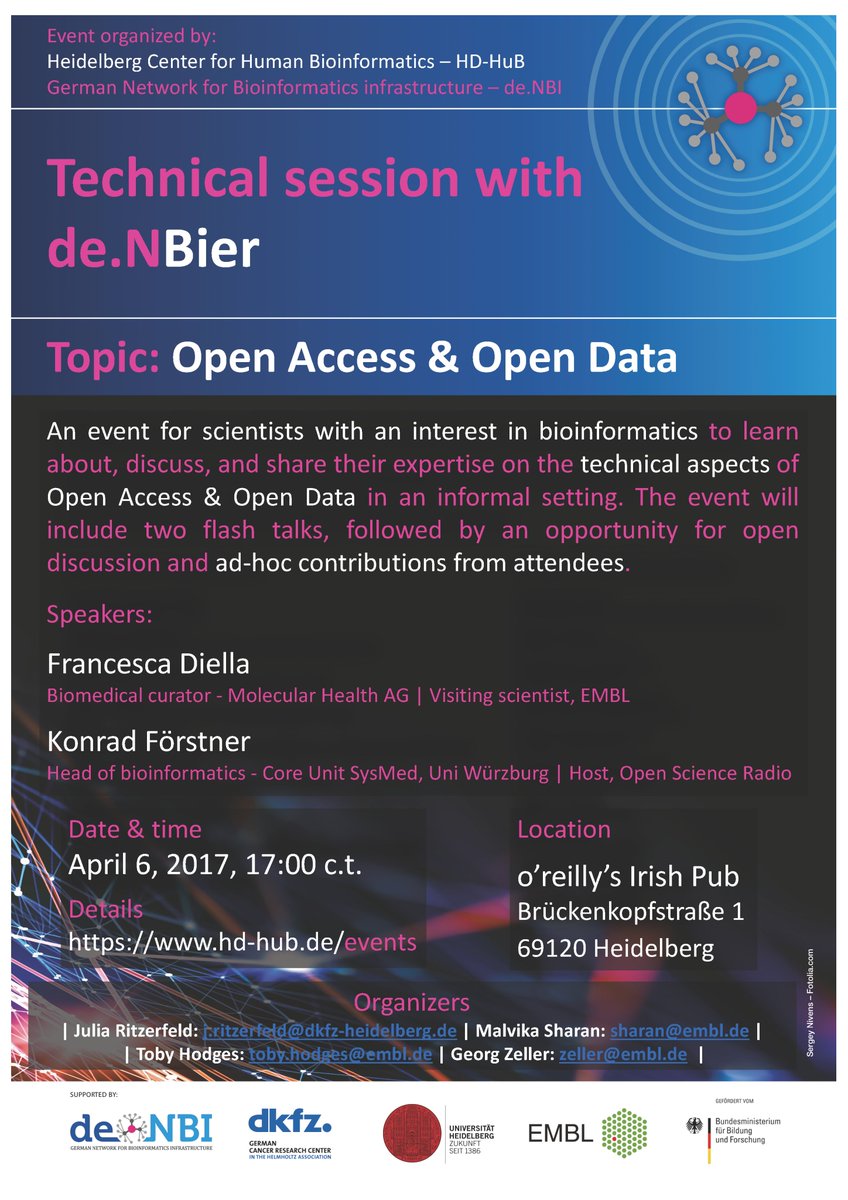 Event organized by:
Heidelberg Center for Human Bioinformatics – HD-HuB
German Network for Bioinformatics infrastructure – de.NBI
Technical session with
de.NBier
Topic: Open Access & Open Data
An event for scientists with an interest in bioinformatics to learn
about, discuss, and share their expertise on the technical aspects of
Open Access & Open Data in an informal setting. The event will
include two flash talks, followed by an opportunity for open
discussion and ad-hoc contributions from attendees.
Speakers:
Francesca Diella
Biomedical curator - Molecular Health AG | Visiting scientist, EMBL
Konrad Förstner
Head of bioinformatics - Core Unit SysMed, Uni Würzburg | Host, Open Science Radio
Date & time
April 6, 2017, 17:00 c.t.
Details
https://www.hd-hub.de/events
Location
o’reilly’s Irish Pub
Brückenkopfstraße 1
69120 Heidelberg
Organizers
| Julia Ritzerfeld: j.ritzerfeld@dkfz-heidelberg.de | Malvika Sharan: sharan@embl.de |
| Toby Hodges: toby.hodges@embl.de | Georg Zeller: zeller@embl.de |
Sergey Nivens – Fotolia.com
SUPPORTED BY:
de.NBI
GERMAN NETWORK FOR BIOINFORMATICS INFRASTRUCTURE
dkfz.
GERMAN
CANCER RESEARCH CENTER
IN THE HELMHOLTZ ASSOCIATION
UNIVERSITÄT
HEIDELBERG
ZUKUNFT
SEIT 1386
EMBL
GEFÖRDERT VOM
Bundesministerium
für Bildung
und Forschung